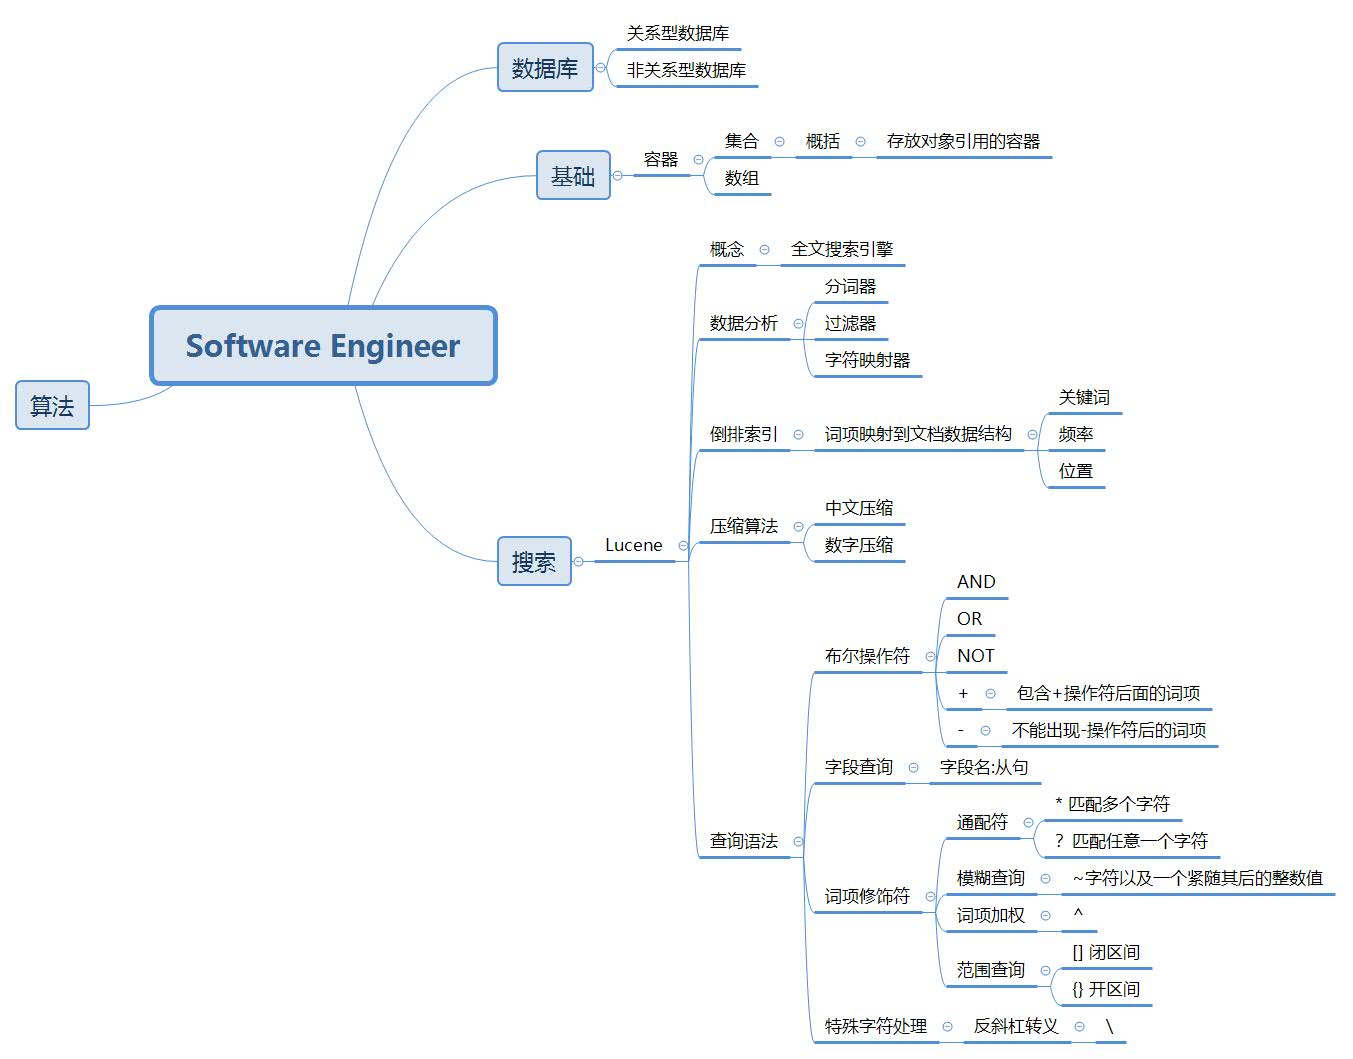 关系型数据库
数据库
非关系型数据库
集合
概括
存放对象引用的容器
容器
基础
数组
概念
全文搜索引擎
分词器
数据分析
过滤器
字符映射器
Software Engineer
算法
关键词
倒排索引
词项映射到文档数据结构
频率
位置
中文压缩
压缩算法
数字压缩
搜索
Lucene
AND
OR
布尔操作符
NOT
+
包含+操作符后面的词项
-
不能出现-操作符后的词项
字段查询
字段名:从句
查询语法
* 匹配多个字符
通配符
? 匹配任意一个字符
模糊查询
~字符以及一个紧随其后的整数值
词项修饰符
词项加权
^
[] 闭区间
范围查询
{} 开区间
特殊字符处理
反斜杠转义
\